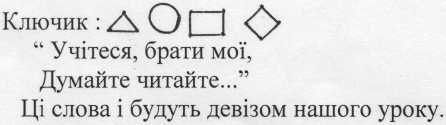 Ключик :
“ Учітеся, брати мої,
Думайте читайте...”
Ці слова і будуть девізом нашого уроку.